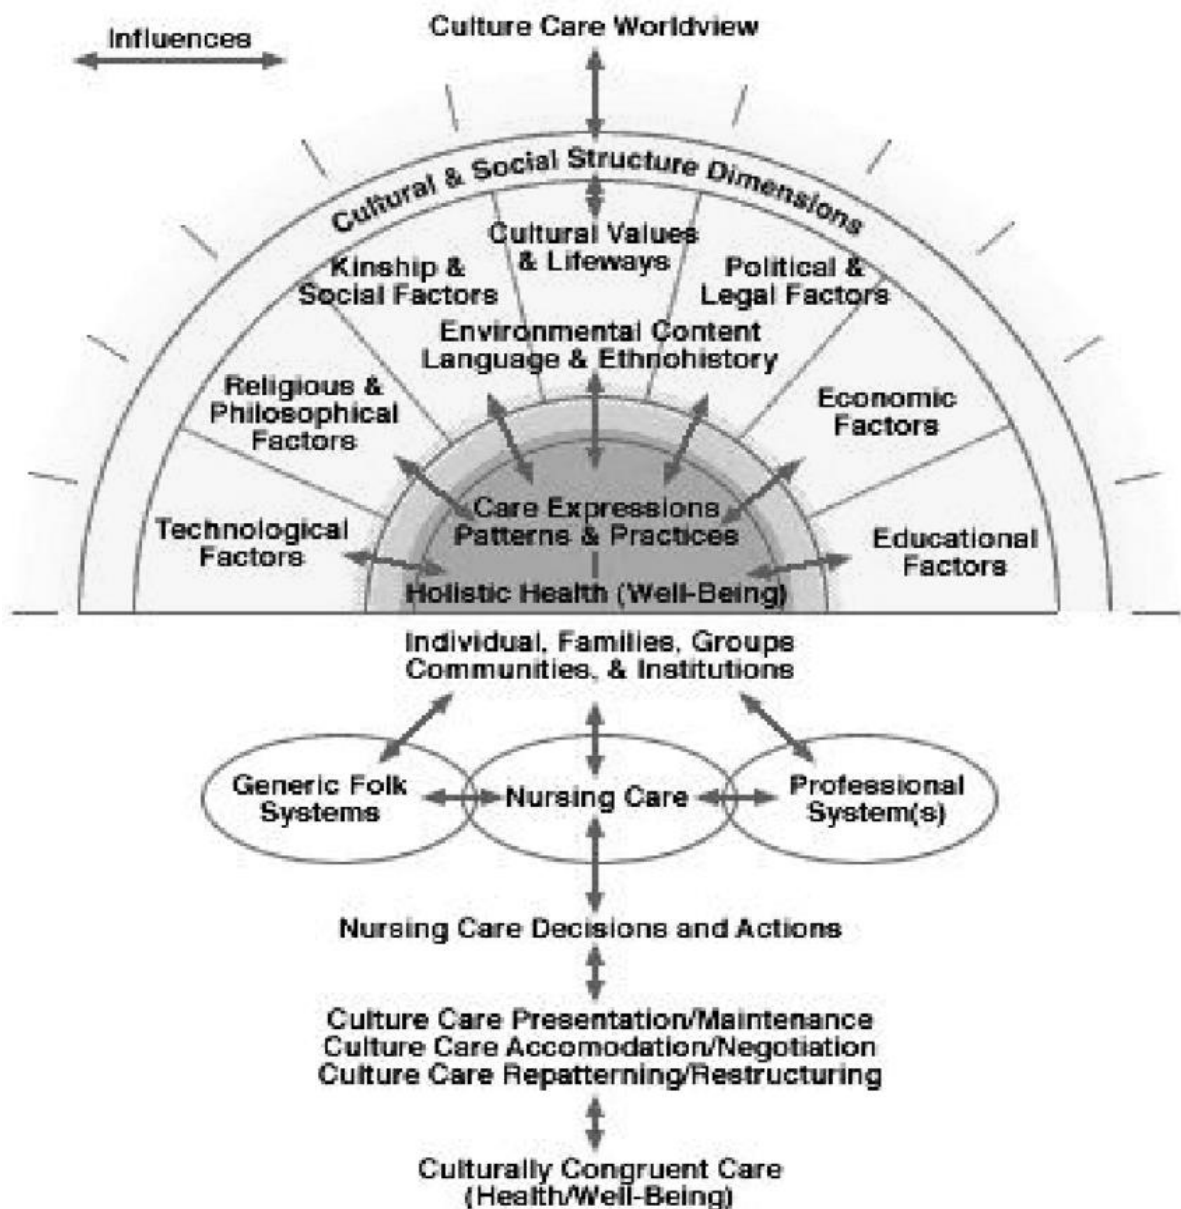 Culture Care Worldview
Influences
Cultural & Social Structure Dimensions
Cultural Values
& Lifeways
Kinship &
Social Factors
Political &
Legal Factors
Environmental Content
Language & Ethnohistory
Religious &
Philosophical
Factors
Economic
Factors
Technological
Factors
Educational
Factors
Care Expressions
Patterns & Practices
Holistic Health (Well-Being)
Individual, Families, Groups
Communities, & Institutions
Generic Folk
Systems
Nursing Care
Professional
System(s)
Nursing Care Decisions and Actions
Culture Care Presentation/Maintenance
Culture Care Accomodation/Negotiation
Culture Care Repatterning/Restructuring
Culturally Congruent Care
(Health/Well-Being)